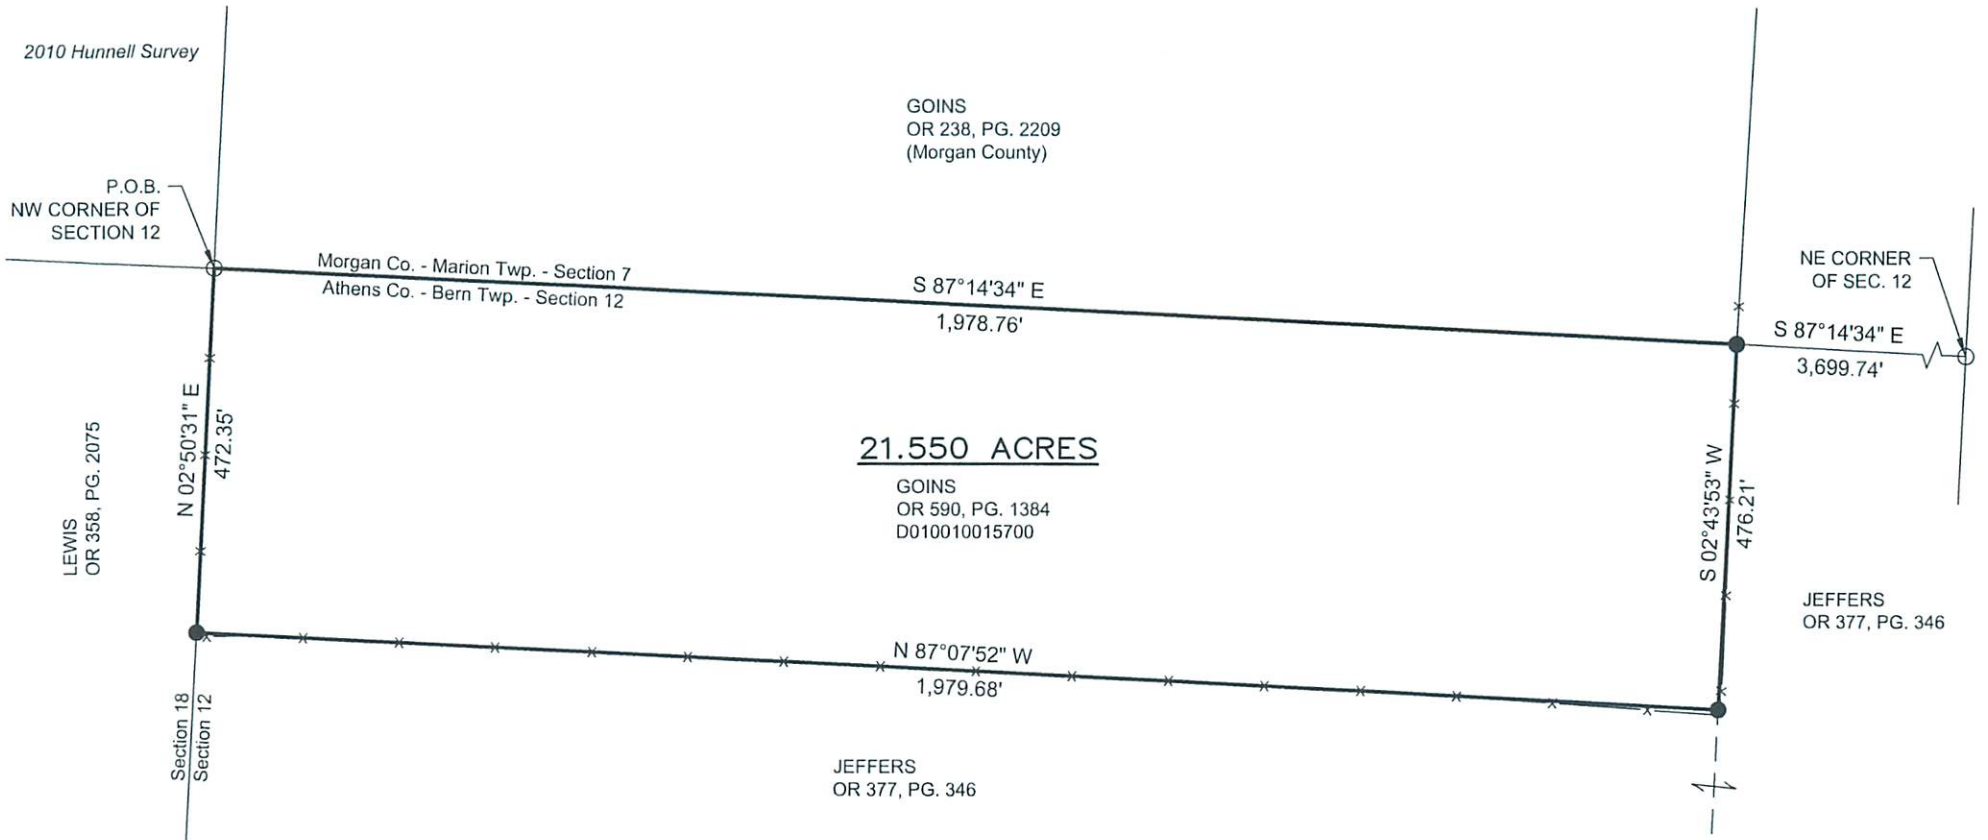 2010 Hunnell Survey
GOINS
OR 238, PG. 2209
(Morgan County)
P.O.B.
NW CORNER OF
SECTION 12
Morgan Co. - Marion Twp. - Section 7
Athens Co. - Bern Twp. - Section 12
S 87°14'34" E
1,978.76'
NE CORNER
OF SEC. 12
S 87°14'34" E
3,699.74'
N 02°50'31" E
472.35'
LEWIS
OR 358, PG. 2075
21.550 ACRES
GOINS
OR 590, PG. 1384
D010010015700
S 02°43'53" W
476.21'
JEFFERS
OR 377, PG. 346
N 87°07'52" W
1,979.68'
Section 18
Section 12
JEFFERS
OR 377, PG. 346